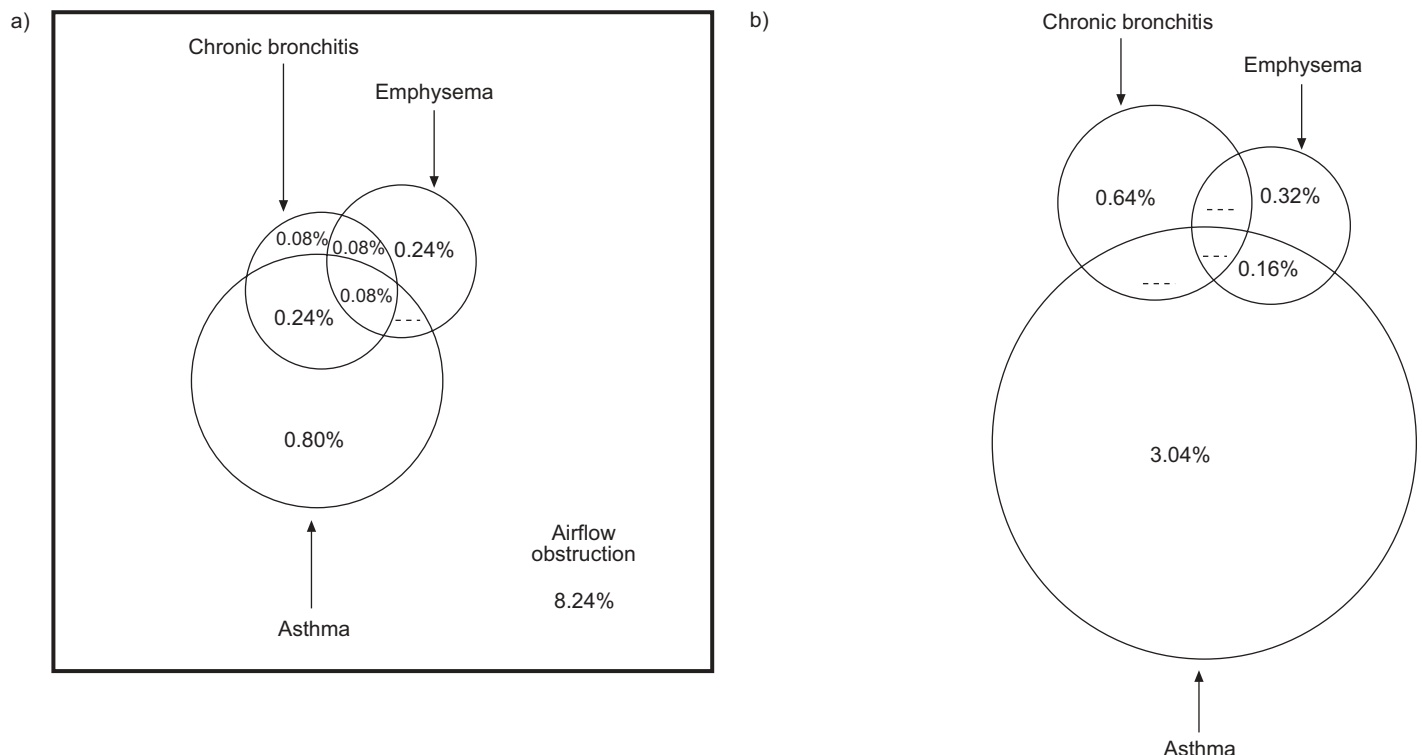 a)
Chronic bronchitis
Emphysema
0.08%
0.08%
0.24%
0.08%
0.24%
---
0.80%
Airflow
obstruction
8.24%
Asthma
b)
Chronic bronchitis
Emphysema
0.64%
---
0.32%
---
0.16%
---
3.04%
Asthma